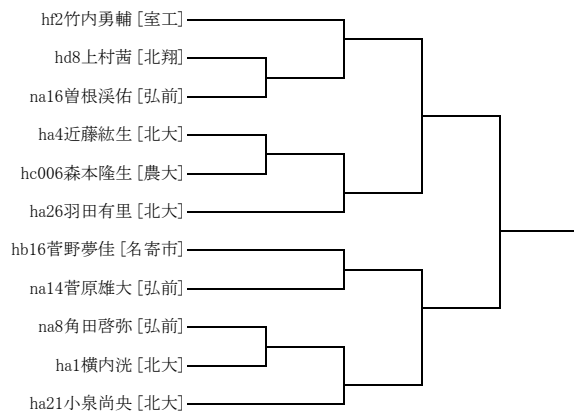 hf2竹内勇輔 [室工]
hd8上村茜 [北翔]
na16曽根渓佑 [弘前]
ha4近藤紘生 [北大]
hc006森本隆生 [農大]
ha26羽田有里 [北大]
hb16菅野夢佳 [名寄市]
na14菅原雄大 [弘前]
na8角田啓弥 [弘前]
ha1横内洸 [北大]
ha21小泉尚央 [北大]